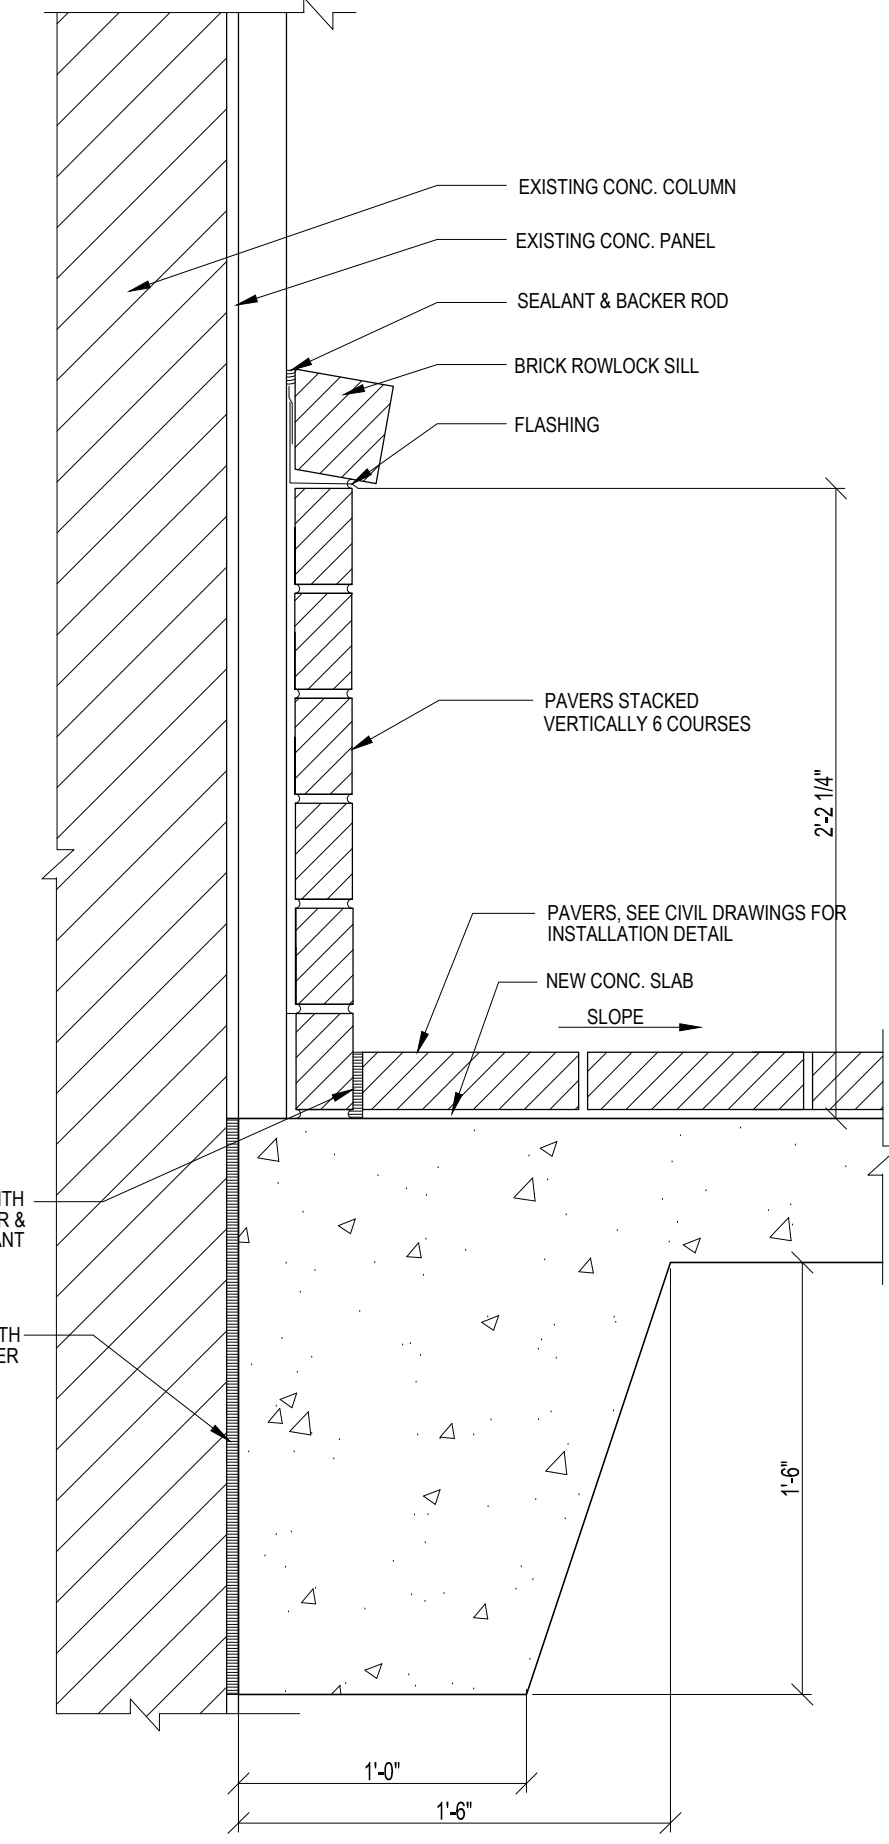 EXISTING CONC. COLUMN
EXISTING CONC. PANEL
SEALANT & BACKER ROD
BRICK ROWLOCK SILL
FLASHING
PAVERS STACKED
VERTICALLY 6 COURSES
2'-2 1/4"
PAVERS, SEE CIVIL DRAWINGS FOR
INSTALLATION DETAIL
NEW CONC. SLAB
SLOPE
&
1'-6"
1'-0"
1'-6"